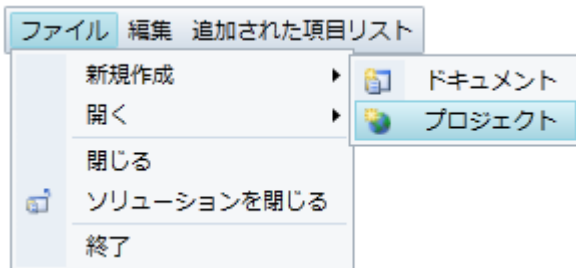 ファイル 編集 追加された項目リスト
新規作成
ドキュメント
開く
プロジェクト
閉じる
ソリューションを閉じる
終了